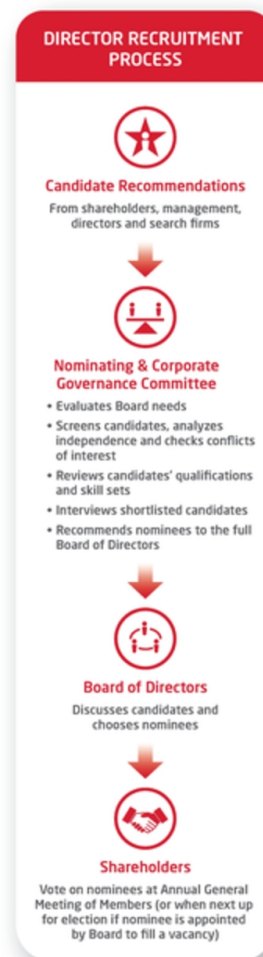 DIRECTOR RECRUITMENT
PROCESS
Candidate Recommendations
From shareholders, management,
directors and search firms
Nominating & Corporate
Governance Committee
• Evaluates Board needs
• Screens candidates, analyzes
independence and checks conflicts
of interest
• Reviews candidates' qualifications
and skill sets
• Interviews shortlisted candidates
• Recommends nominees to the full
Board of Directors
Board of Directors
Discusses candidates and
chooses nominees
Shareholders
Vote on nominees at Annual General
Meeting of Members (or when next up
for election if nominee is appointed
by Board to fill a vacancy)